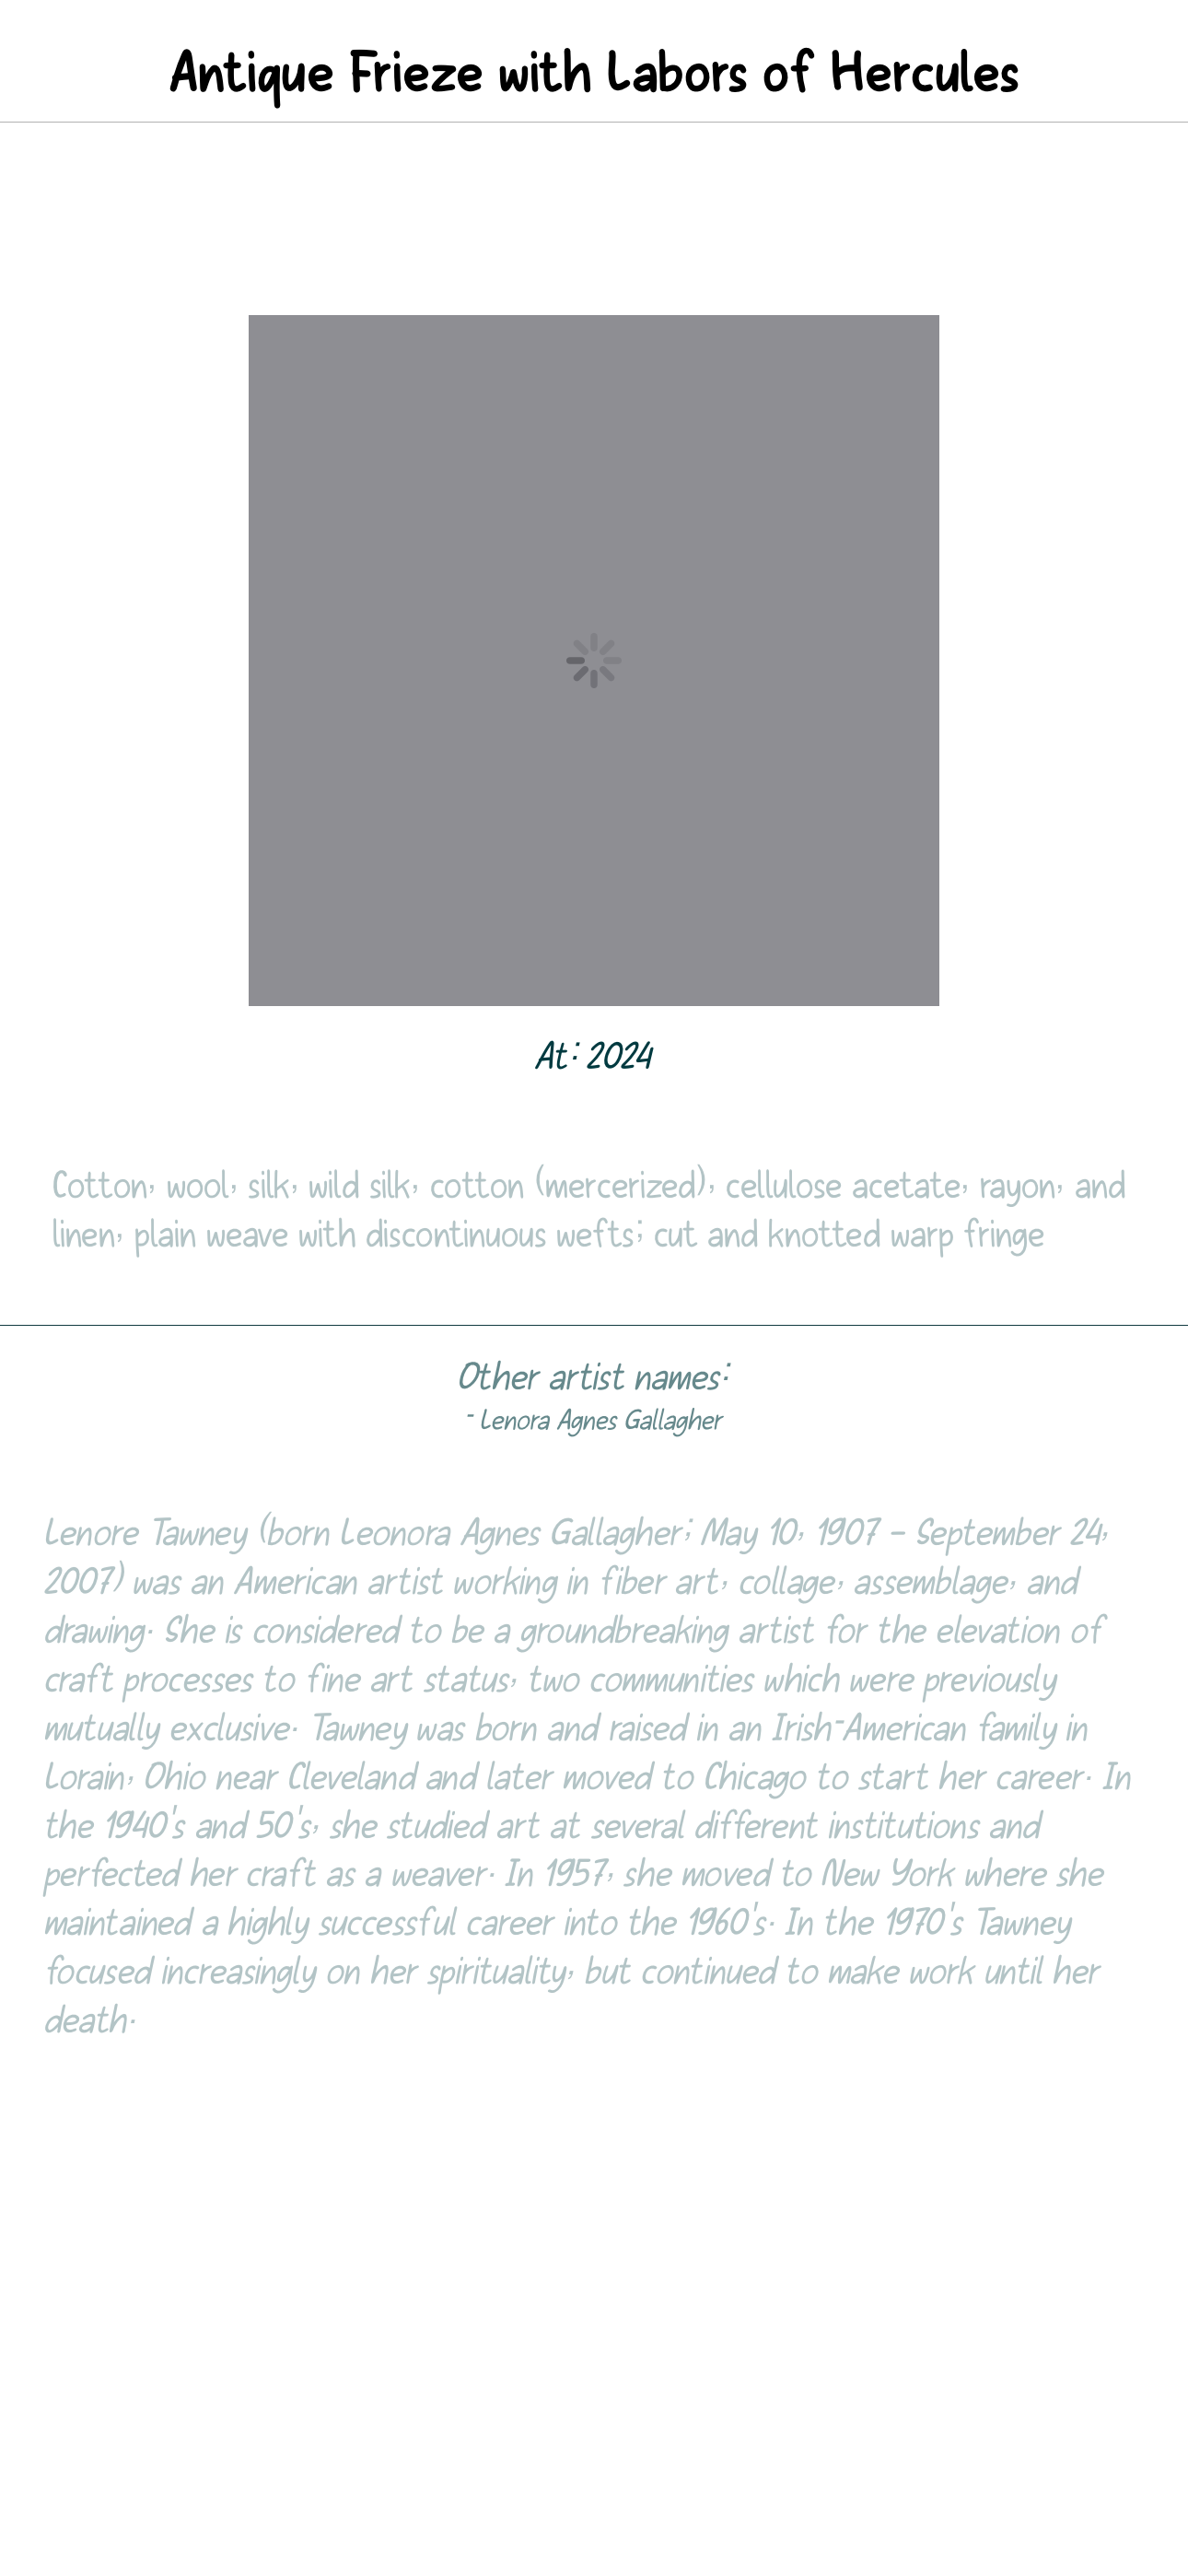 Antique Frieze with Labors of Hercules
At: 2024
Cotton, wool, silk, wild silk, cotton (mercerized), cellulose acetate, rayon, and
linen, plain weave with discontinuous wefts; cut and knotted warp fringe
Other artist names:
- Lenora Agnes Gallagher
Lenore Tawney (born Leonora Agnes Gallagher; May 10, 1907 – September 24,
2007) was an American artist working in fiber art, collage, assemblage, and
drawing. She is considered to be a groundbreaking artist for the elevation of
craft processes to fine art status, two communities which were previously
mutually exclusive. Tawney was born and raised in an Irish-American family in
Lorain, Ohio near Cleveland and later moved to Chicago to start her career. In
the 1940's and 50's, she studied art at several different institutions and
perfected her craft as a weaver. In 1957, she moved to New York where she
maintained a highly successful career into the 1960's. In the 1970's Tawney
focused increasingly on her spirituality, but continued to make work until her
death.